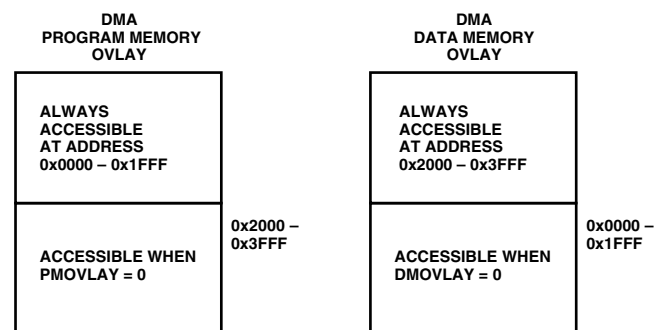 DMA
PROGRAM MEMORY
OVLAY
ALWAYS
ACCESSIBLE
AT ADDRESS
0x0000 – 0x1FFF
ACCESSIBLE WHEN
PMOVLAY = 0
0x2000 –
0x3FFF
DMA
DATA MEMORY
OVLAY
ALWAYS
ACCESSIBLE
AT ADDRESS
0x2000 – 0x3FFF
ACCESSIBLE WHEN
DMOVLAY = 0
0x0000 –
0x1FFF